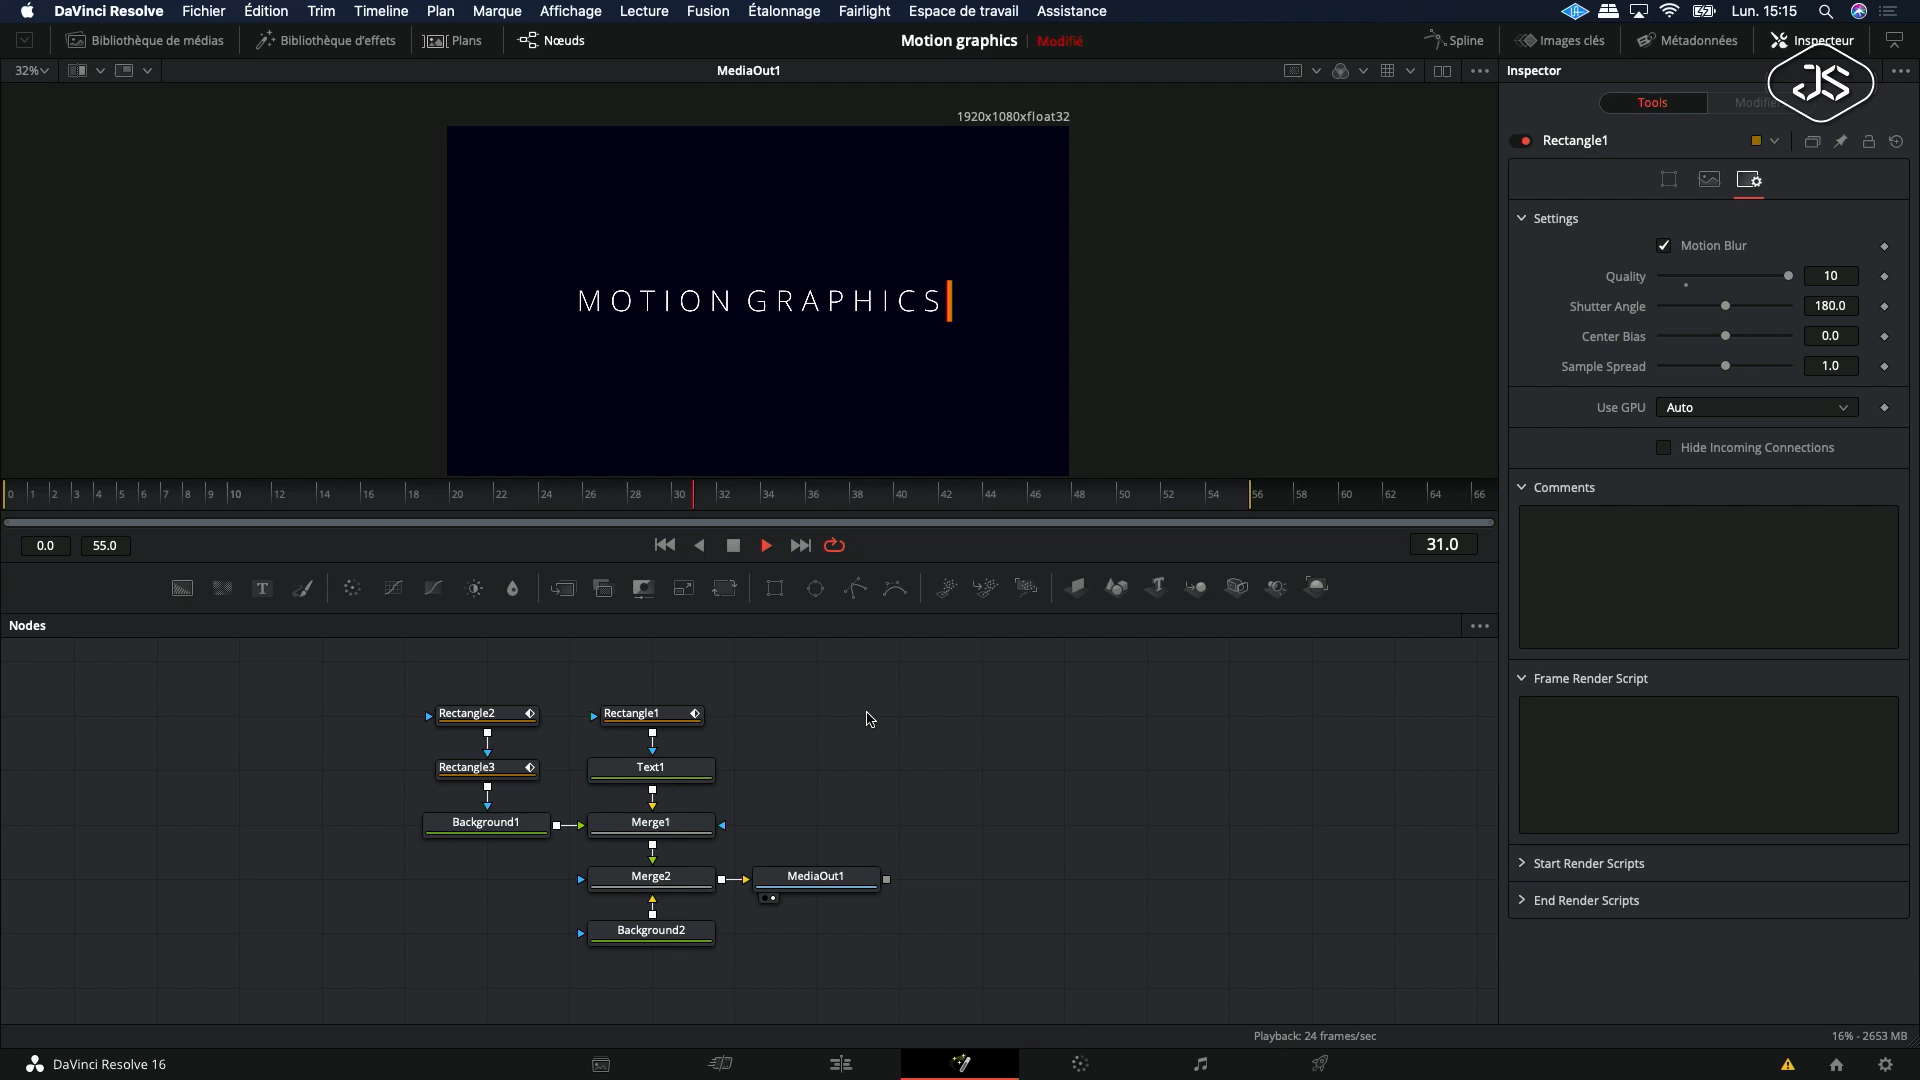 DaVinci Resolve Fichier Édition Trim Timeline Plan Marque Affichage Lecture Fusion Étalonnage Fairlight Espace de travail Assistance Lun. 15:15
Bibliothèque de médias Bibliothèque d'effets Plans Nœuds Motion graphics Modifié Spline Images clés Métadonnées Inspecteur
32% MediaOut1 Inspector
JS
Tools
1920x1080xfloat32
Rectangle1
MOTION GRAPHICS
Settings
Motion Blur
Quality 10
Shutter Angle 180.0
Center Bias 0.0
Sample Spread 1.0
Use GPU Auto
Hide Incoming Connections
Comments
0 1 2 3 4 5 6 7 8 9 10 12 14 16 18 20 22 24 26 28 30 32 34 36 38 40 42 44 46 48 50 52 54 56 58 60 62 64 66
0.0 55.0 31.0
Nodes
Frame Render Script
Rectangle2 Rectangle1
Rectangle3 Text1
Background1 Merge1
Merge2 MediaOut1
Background2
Start Render Scripts
End Render Scripts
Playback: 24 frames/sec 16% - 2653 MB
DaVinci Resolve 16